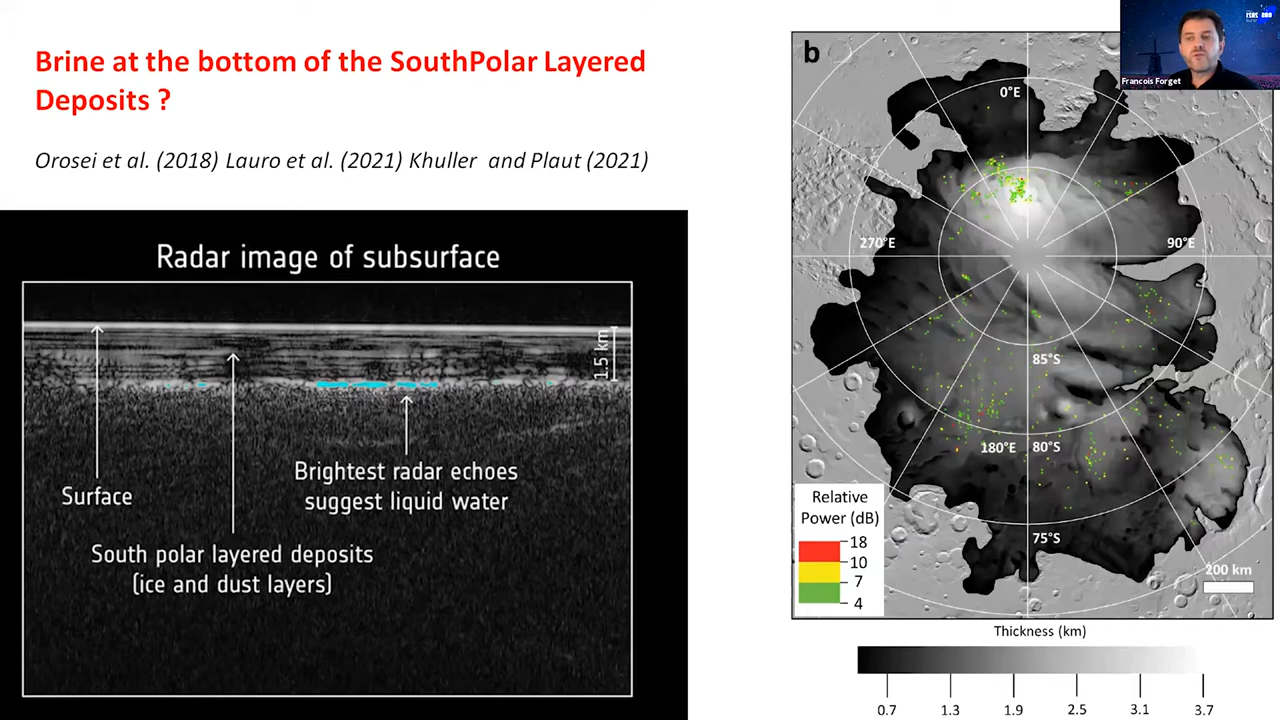 Brine at the bottom of the SouthPolar Layered
Deposits ?
Orosei et al. (2018) Lauro et al. (2021) Khuller and Plaut (2021)
Radar image of subsurface
1.5 km
Brightest radar echoes
suggest liquid water
Surface
South polar layered deposits
(ice and dust layers)
b
Francois Forget
0°E
270°E
90°E
85°S
180°E
80°S
75°S
Relative
Power (dB)
18
10
7
4
200 km
Thickness (km)
0.7
1.3
1.9
2.5
3.1
3.7